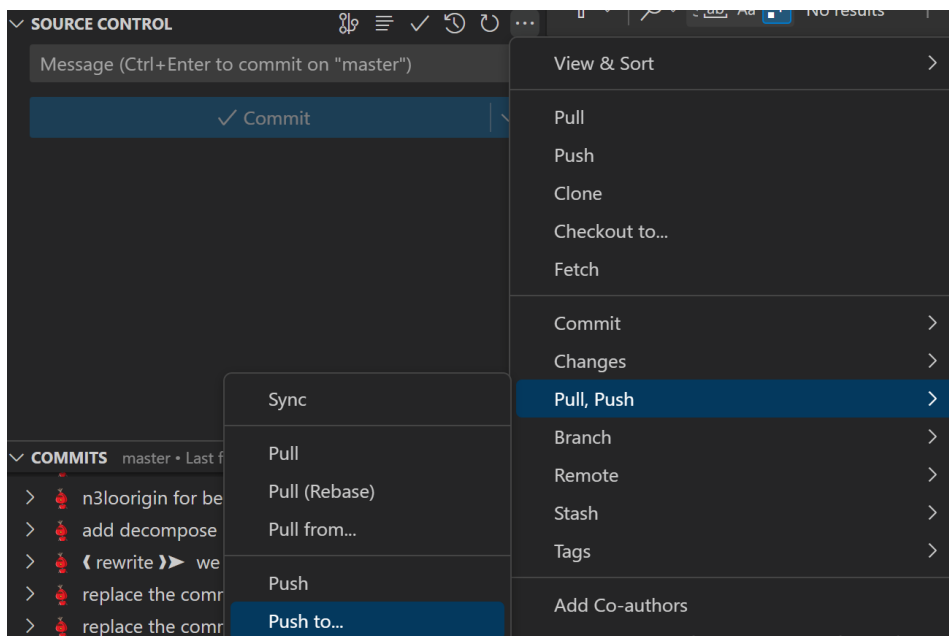 SOURCE CONTROL
Message (Ctrl+Enter to commit on "master")
Commit
ab Aa No results
View & Sort
Pull
Push
Clone
Checkout to...
Fetch
Commit
Changes
Pull, Push
Branch
Remote
Stash
Tags
Add Co-authors
Sync
Pull
Pull (Rebase)
Pull from...
Push
Push to...
COMMITS master • Last f
n3loorigin for be
add decompose
❪ rewrite ❫➤ we
replace the comr
replace the comr